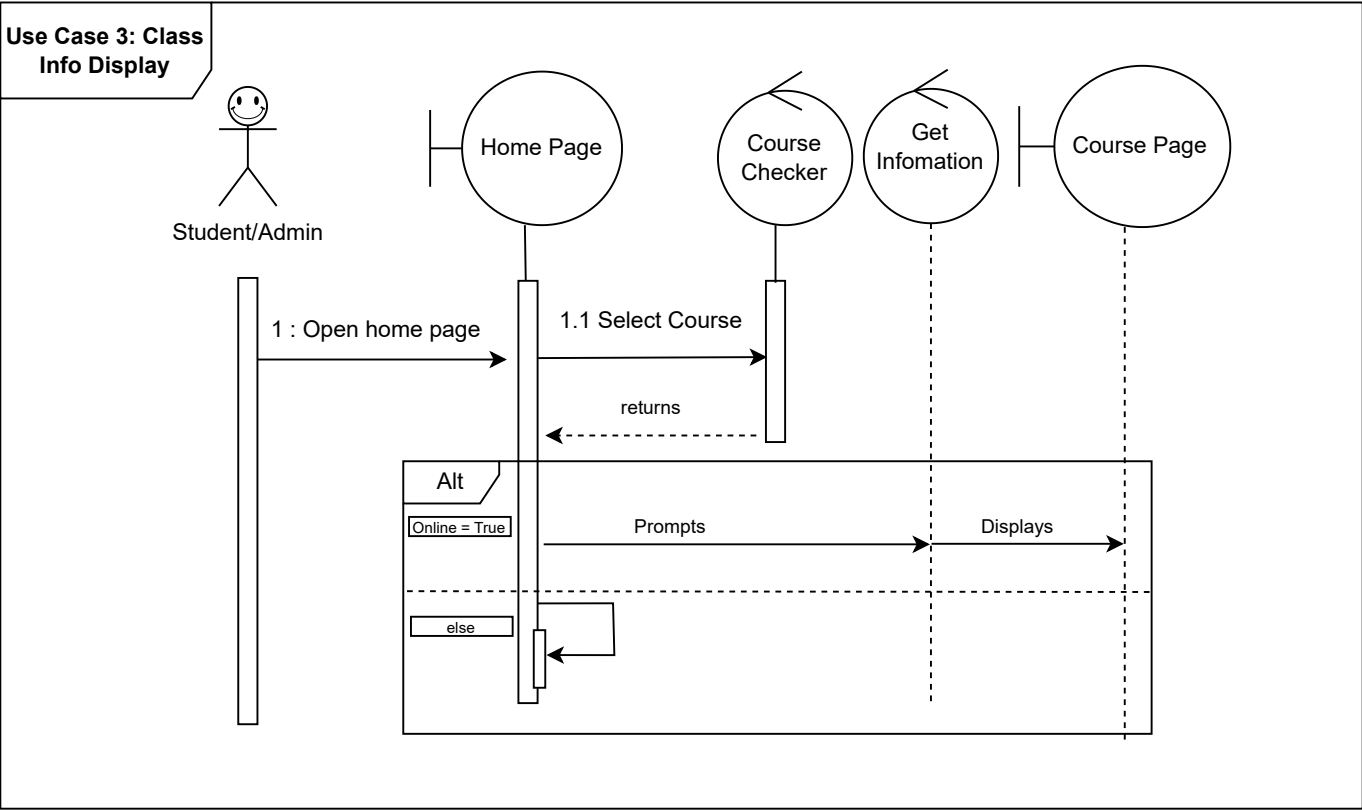 Use Case 3: Class
Info Display
Home Page
Course
Checker
Get
Infomation
Course Page
Student/Admin
1 : Open home page
1.1 Select Course
returns
Alt
Online = True
Prompts
Displays
else